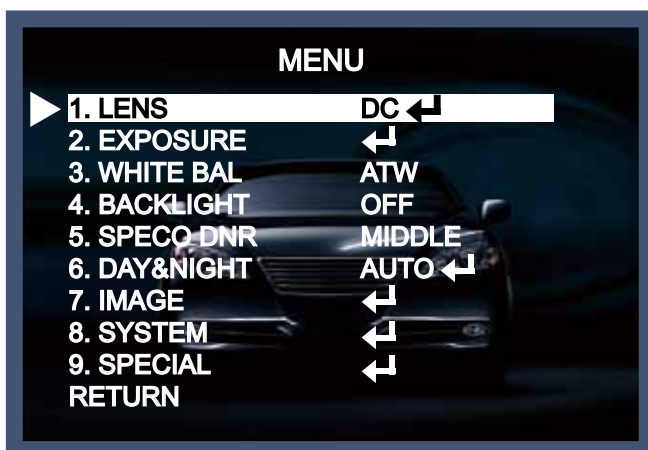 MENU
1. LENS DC ↵
2. EXPOSURE ↵
3. WHITE BAL ATW
4. BACKLIGHT OFF
5. SPECO DNR MIDDLE
6. DAY&NIGHT AUTO ↵
7. IMAGE ↵
8. SYSTEM ↵
9. SPECIAL ↵
RETURN